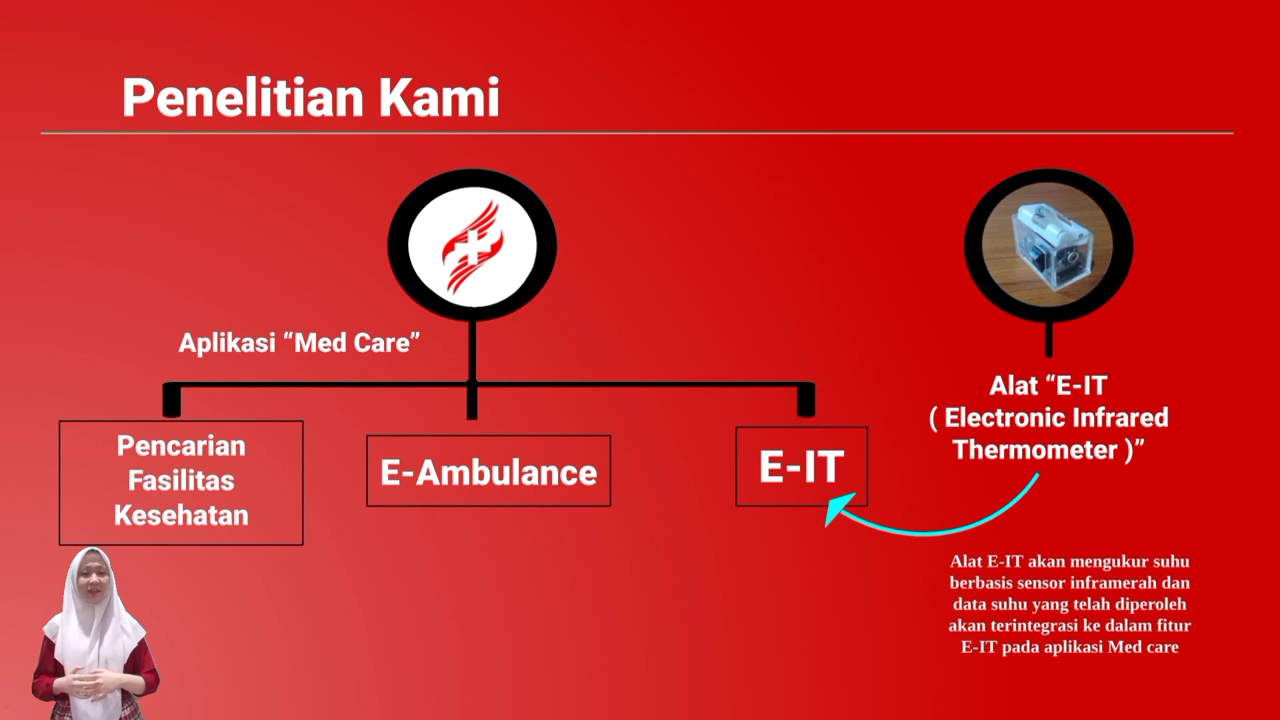 Penelitian Kami
Aplikasi “Med Care”
Pencarian
Fasilitas
Kesehatan
E-Ambulance
E-IT
Alat “E-IT
( Electronic Infrared
Thermometer )”
Alat E-IT akan mengukur suhu
berbasis sensor inframerah dan
data suhu yang telah diperoleh
akan terintegrasi ke dalam fitur
E-IT pada aplikasi Med care